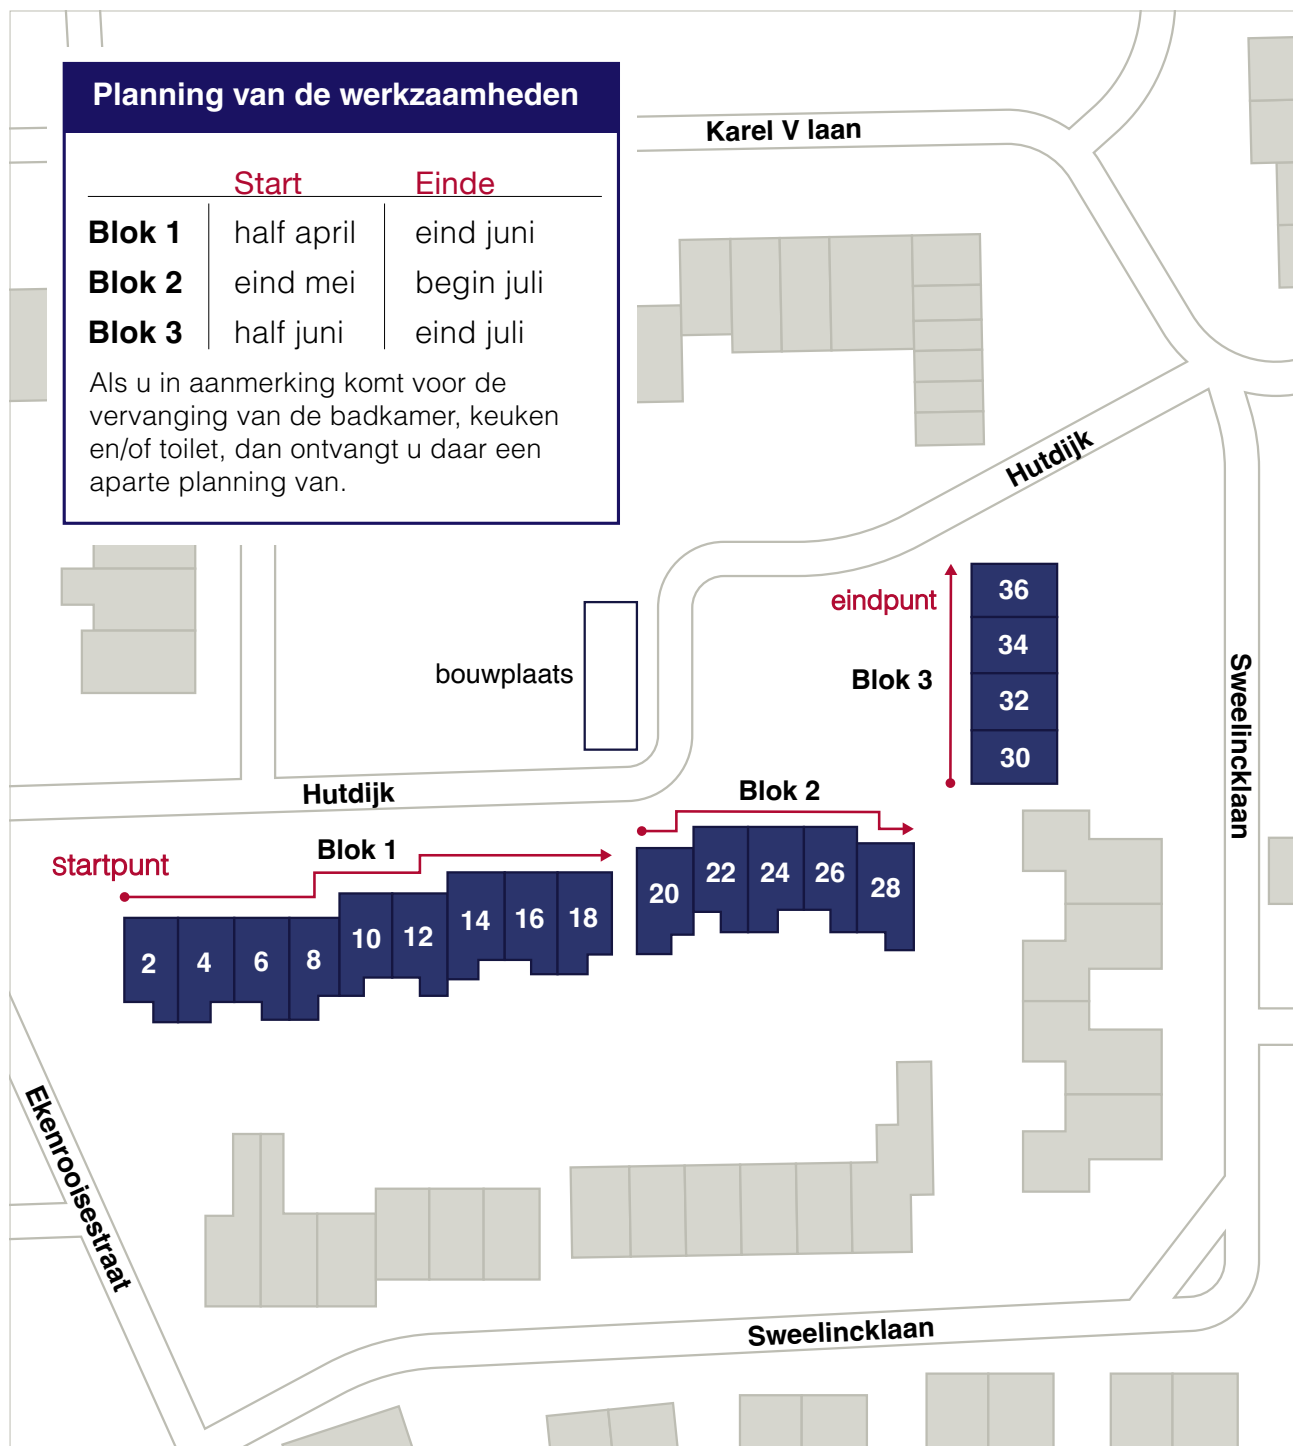 Planning van de werkzaamheden
Start Einde
Blok 1 half april eind juni
Blok 2 eind mei begin juli
Blok 3 half juni eind juli
Als u in aanmerking komt voor de
vervanging van de badkamer, keuken
en/of toilet, dan ontvangt u daar een
aparte planning van.
Karel V laan
Hutdijk
eindpunt
36
34
Blok 3
32
30
bouwplaats
Sweelincklaan
Hutdijk
Blok 2
Blok 1
startpunt
2 4 6 8 10 12 14 16 18
20 22 24 26 28
Ekenrooisestraat
Sweelincklaan